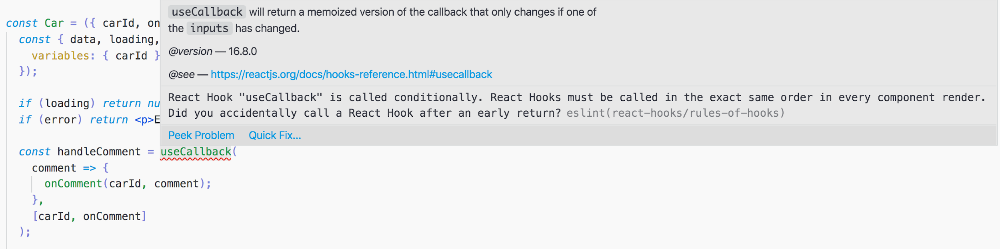 useCallback will return a memoized version of the callback that only changes if one of
the inputs has changed.
@version — 16.8.0
@see — https://reactjs.org/docs/hooks-reference.html#usecallback
React Hook "useCallback" is called conditionally. React Hooks must be called in the exact same order in every component render.
Did you accidentally call a React Hook after an early return? eslint(react-hooks/rules-of-hooks)
Peek Problem Quick Fix...
const Car = ({ carId, on
const { data, loading,
variables: { carId }
});
if (loading) return nu
if (error) return <p>E
const handleComment = useCallback(
comment => {
onComment(carId, comment);
},
[carId, onComment]
);